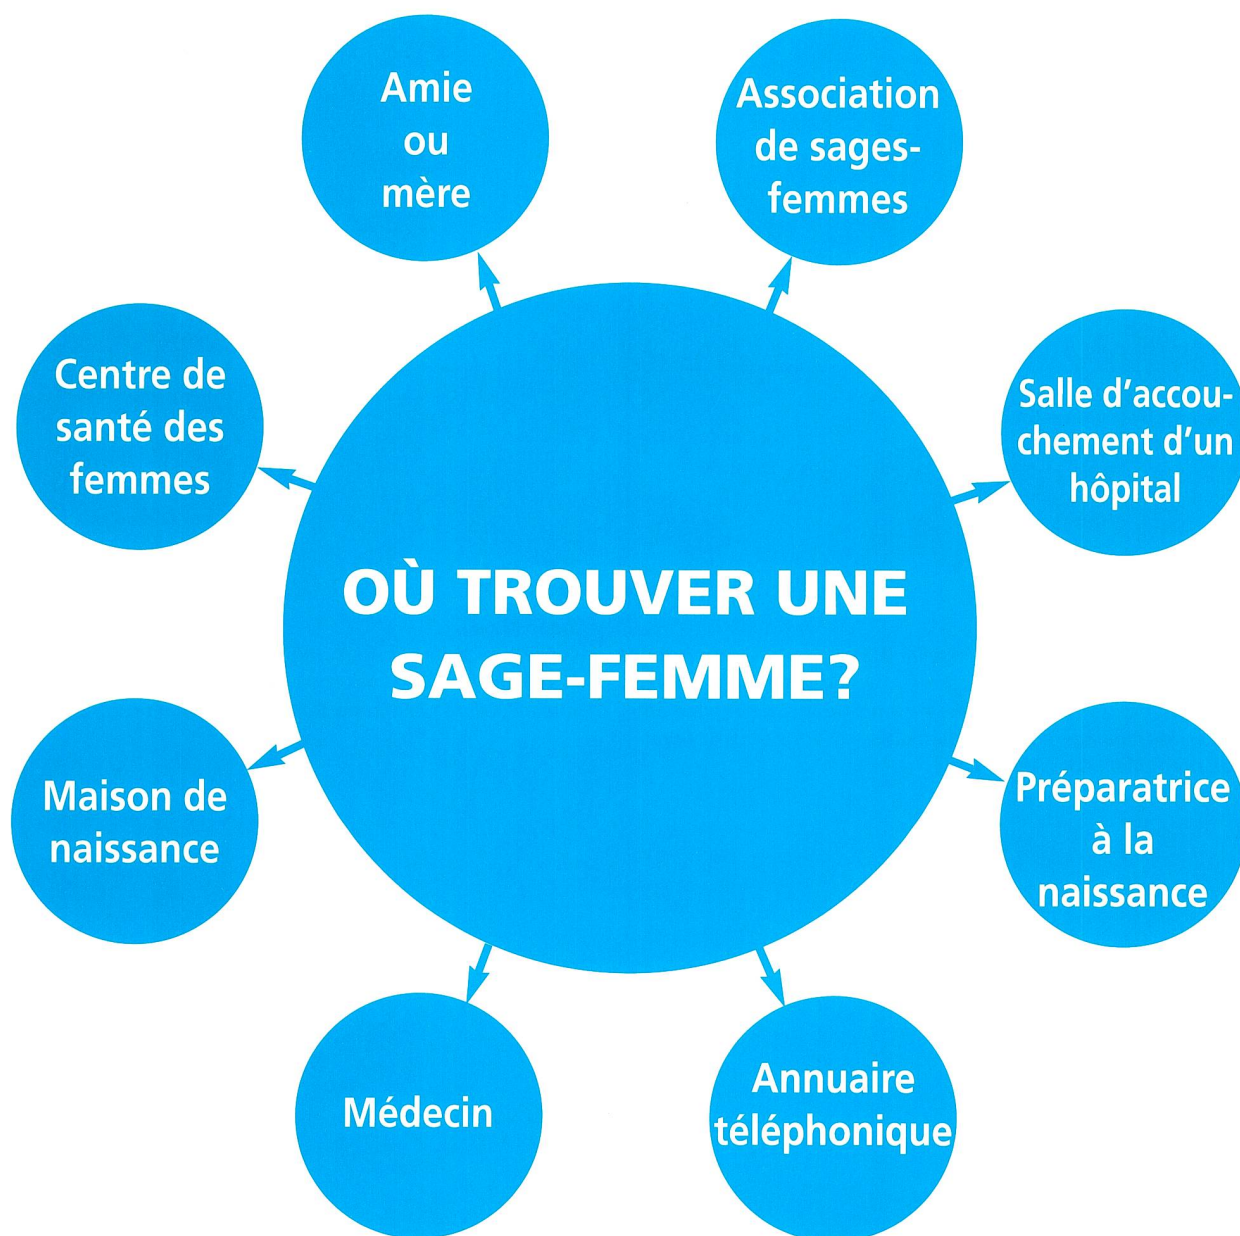 Amie
ou
mère
Association
de sages-
femmes
Centre de
santé des
femmes
Salle d'accou-
chement d'un
hôpital
OÙ TROUVER UNE
SAGE-FEMME?
Maison de
naissance
Préparatrice
à la
naissance
Médecin
Annuaire
téléphonique